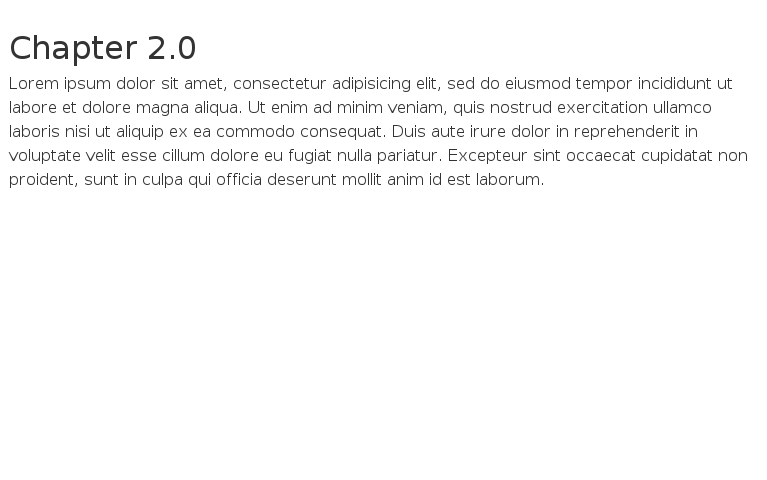 Chapter 2.0
Lorem ipsum dolor sit amet, consectetur adipisicing elit, sed do eiusmod tempor incididunt ut
labore et dolore magna aliqua. Ut enim ad minim veniam, quis nostrud exercitation ullamco
laboris nisi ut aliquip ex ea commodo consequat. Duis aute irure dolor in reprehenderit in
voluptate velit esse cillum dolore eu fugiat nulla pariatur. Excepteur sint occaecat cupidatat non
proident, sunt in culpa qui officia deserunt mollit anim id est laborum.